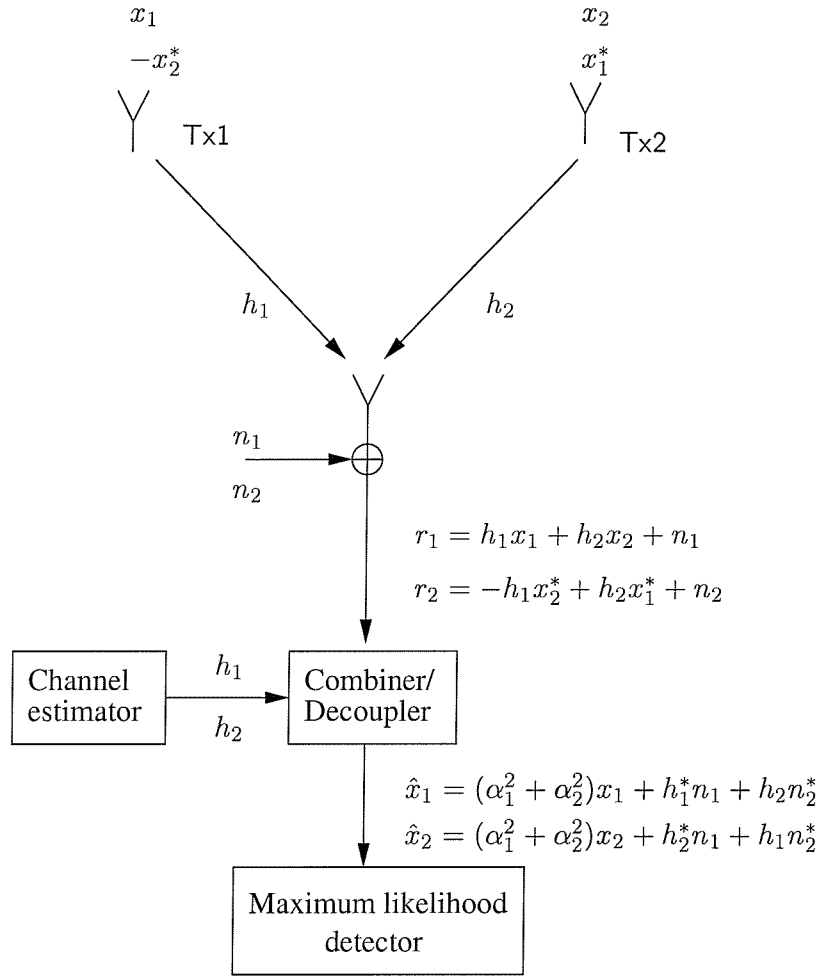 x₁ x₂
−x₂* x₁*
Tx1 Tx2
h₁ h₂
n₁
n₂
r₁ = h₁x₁ + h₂x₂ + n₁
r₂ = −h₁x₂* + h₂x₁* + n₂
Channel
estimator
h₁
h₂
Combiner/
Decoupler
x̂₁ = (α₁² + α₂²)x₁ + h₁*n₁ + h₂n₂*
x̂₂ = (α₁² + α₂²)x₂ + h₂*n₁ + h₁n₂*
Maximum likelihood
detector